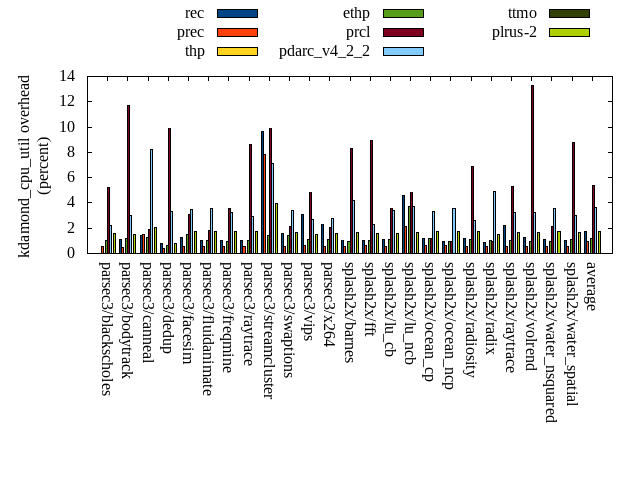 rec ethp ttmo
prec prcl plrus-2
thp pdarc_v4_2_2
kdamond_cpu_util overhead
(percent)
14
12
10
8
6
4
2
0
parsec3/blackscholes
parsec3/bodytrack
parsec3/canneal
parsec3/dedup
parsec3/facesim
parsec3/fluidanimate
parsec3/freqmine
parsec3/raytrace
parsec3/streamcluster
parsec3/swaptions
parsec3/vips
parsec3/x264
splash2x/barnes
splash2x/fft
splash2x/lu_cb
splash2x/lu_ncb
splash2x/ocean_cp
splash2x/ocean_ncp
splash2x/radiosity
splash2x/radix
splash2x/raytrace
splash2x/volrend
splash2x/water_nsquared
splash2x/water_spatial
average